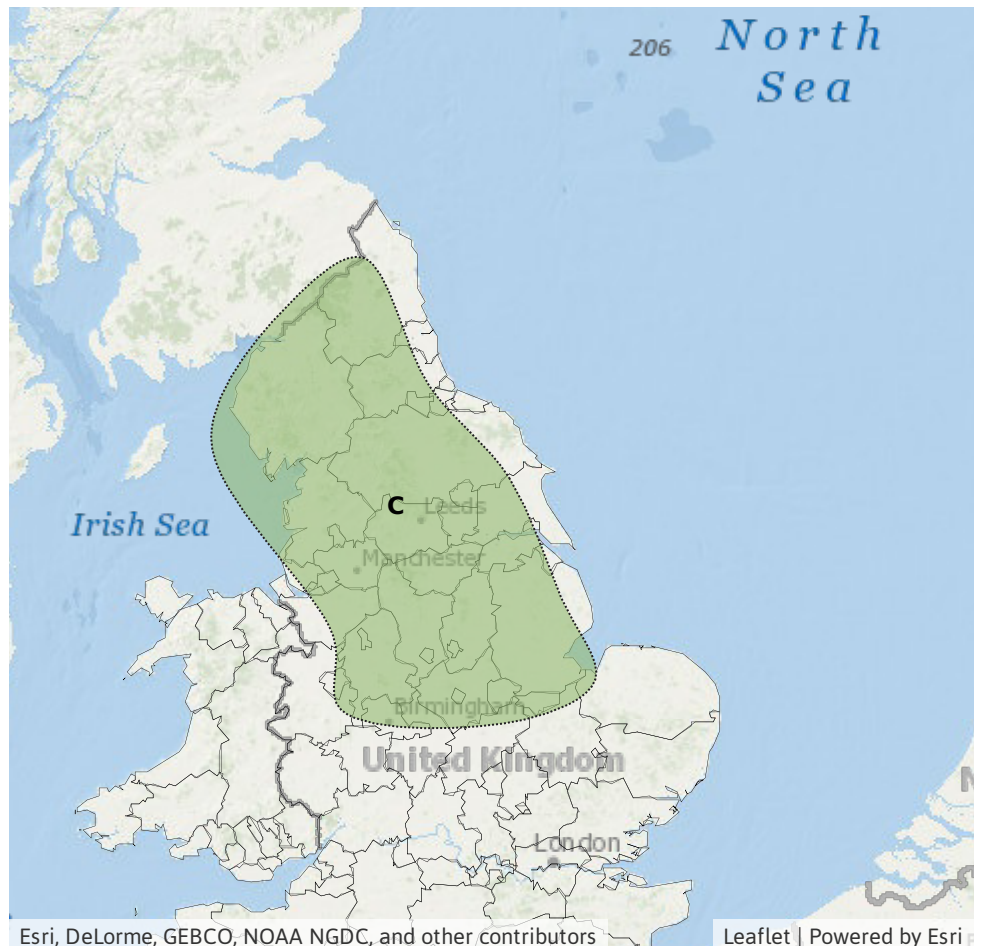 North
206
Sea
C
Leeds
Irish Sea
Manchester
Birmingham
United Kingdom
N
London
Esri, DeLorme, GEBCO, NOAA NGDC, and other contributors
Leaflet | Powered by Esri